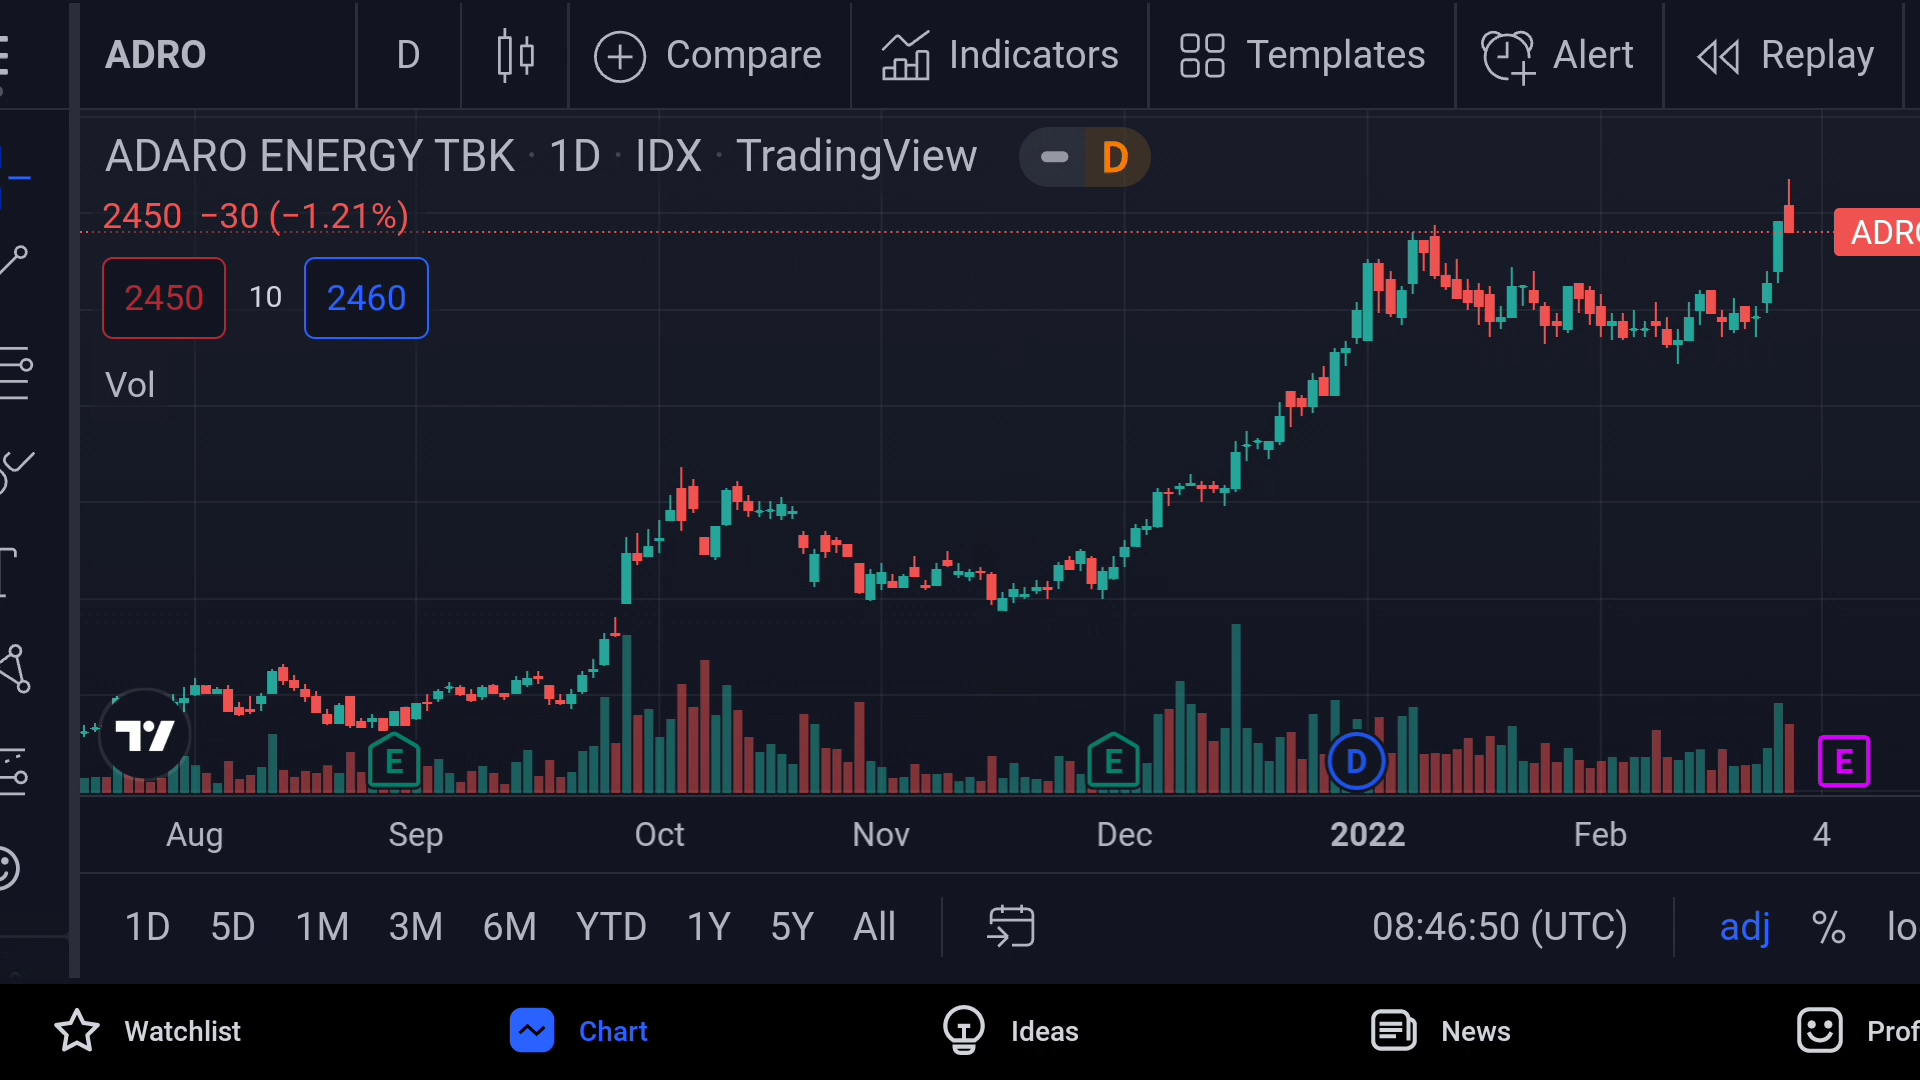 ADRO D Compare Indicators Templates Alert Replay
ADARO ENERGY TBK · 1D · IDX · TradingView D
2450 −30 (−1.21%)
ADRO
2450 10 2460
Vol
E E D E
Aug Sep Oct Nov Dec 2022 Feb 4
1D 5D 1M 3M 6M YTD 1Y 5Y All 08:46:50 (UTC) adj % lo
Watchlist Chart Ideas News Prof